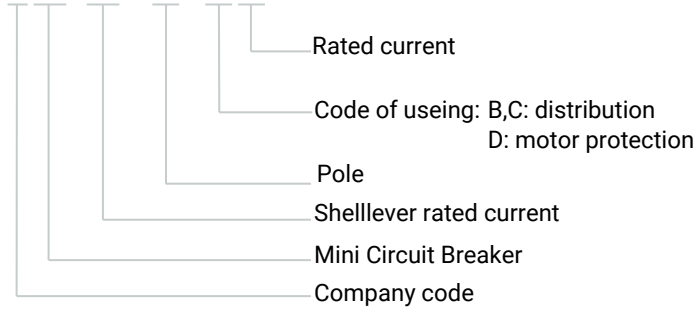 Rated current
Code of useing: B,C: distribution
D: motor protection
Pole
Shelllever rated current
Mini Circuit Breaker
Company code